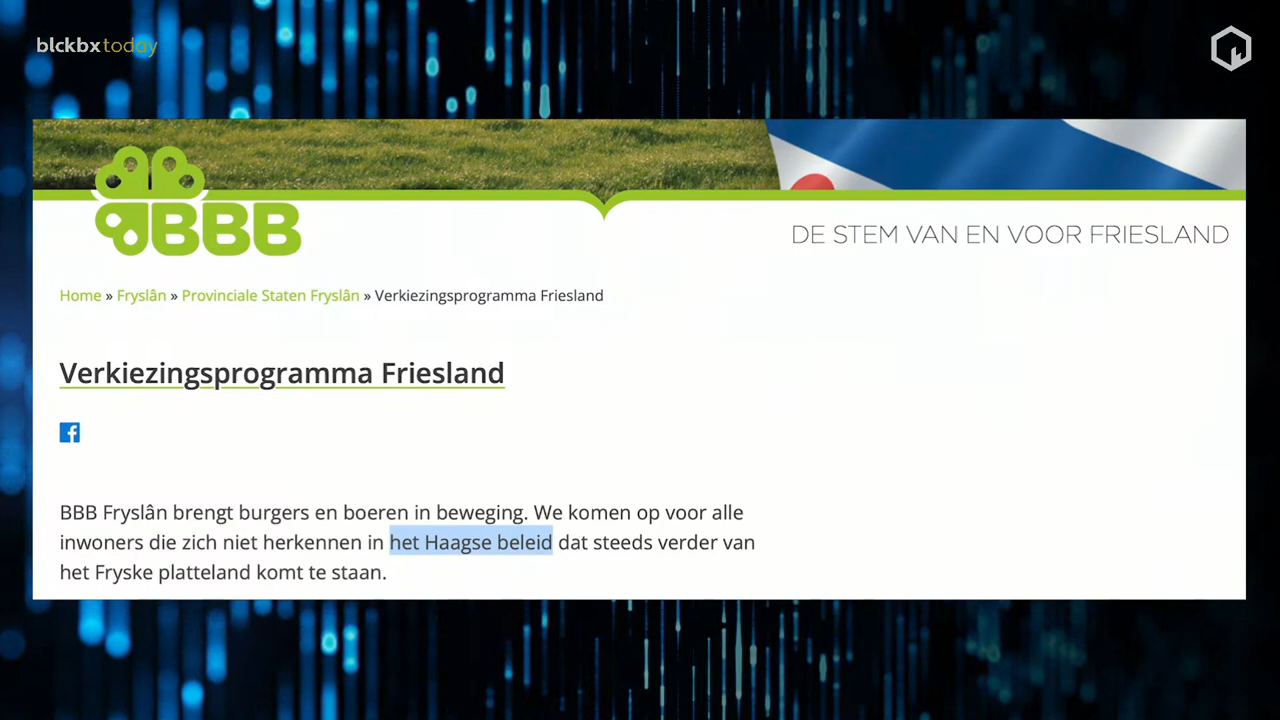 blckbxtoday
BBB
DE STEM VAN EN VOOR FRIESLAND
Home » Fryslân » Provinciale Staten Fryslân » Verkiezingsprogramma Friesland
Verkiezingsprogramma Friesland
BBB Fryslân brengt burgers en boeren in beweging. We komen op voor alle
inwoners die zich niet herkennen in het Haagse beleid dat steeds verder van
het Fryske platteland komt te staan.